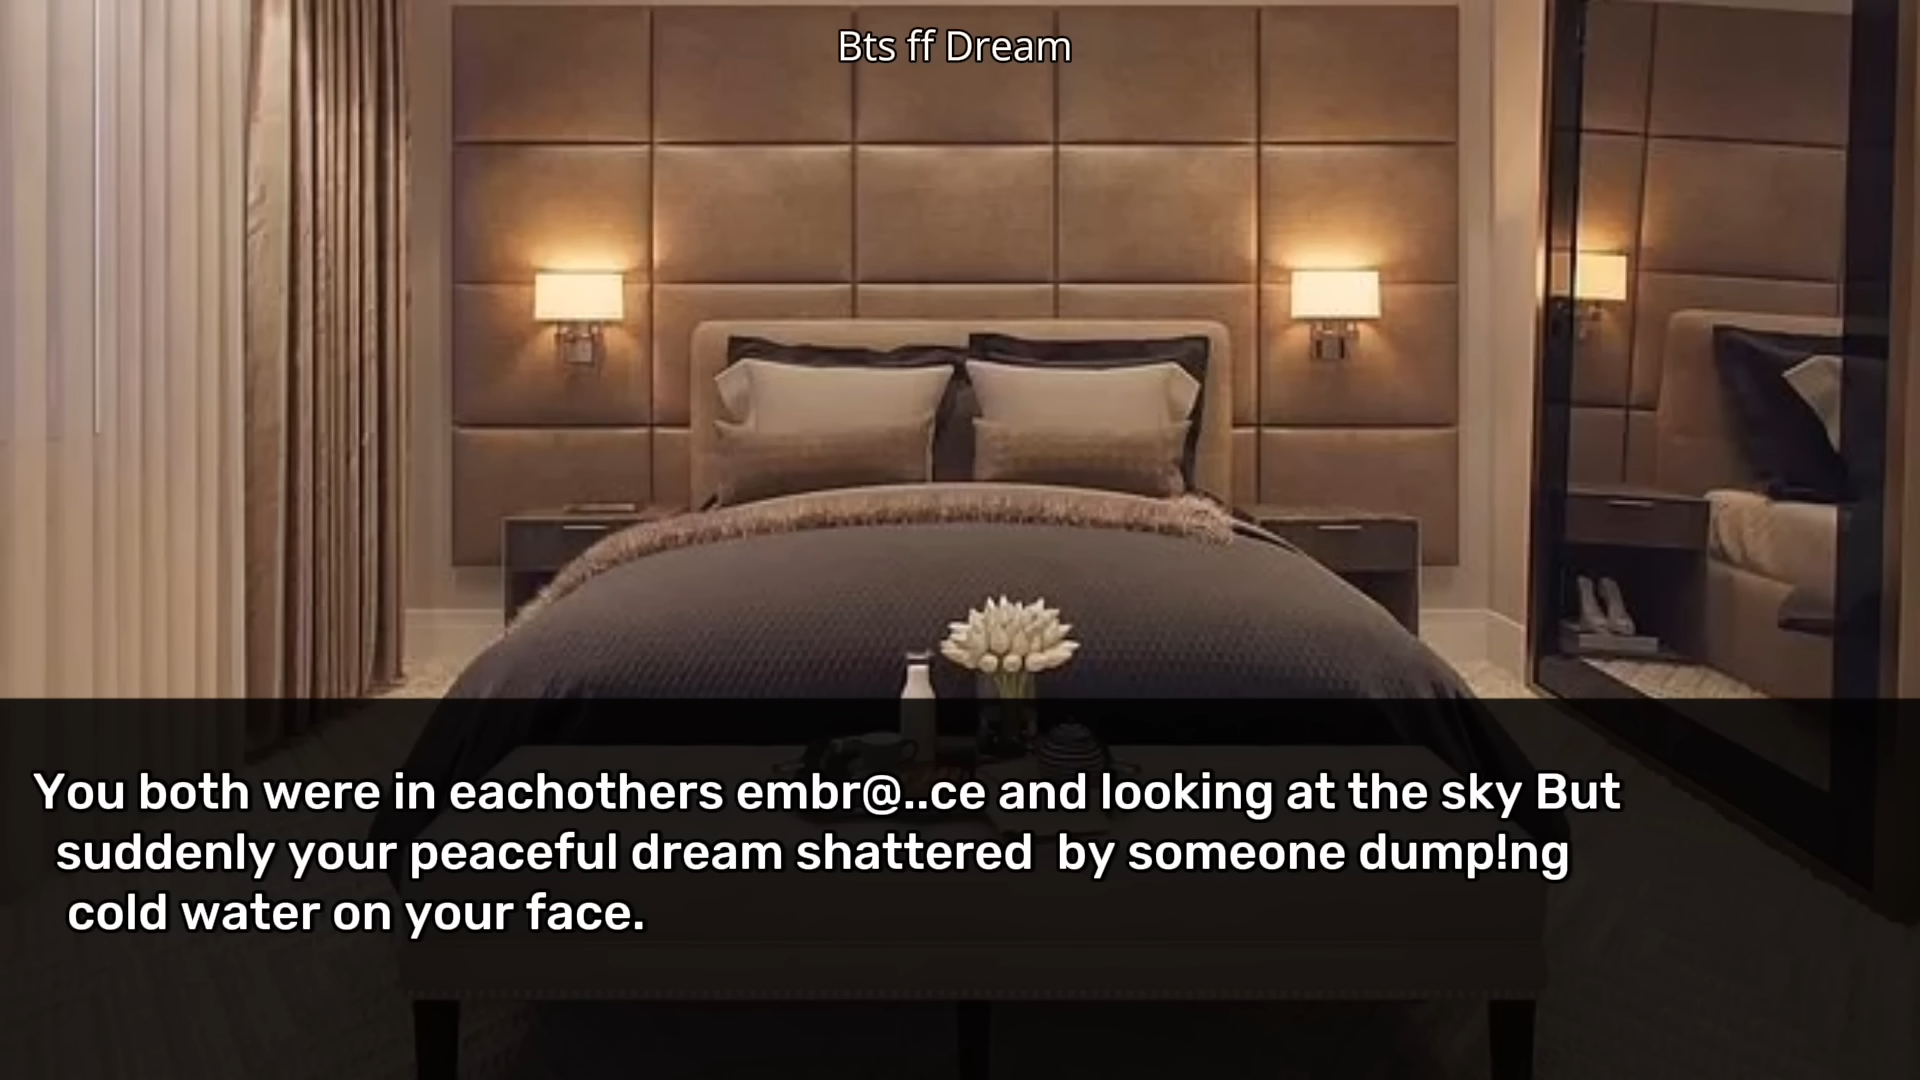 Bts ff Dream
You both were in eachothers embr@..ce and looking at the sky But
suddenly your peaceful dream shattered  by someone dump!ng
cold water on your face.